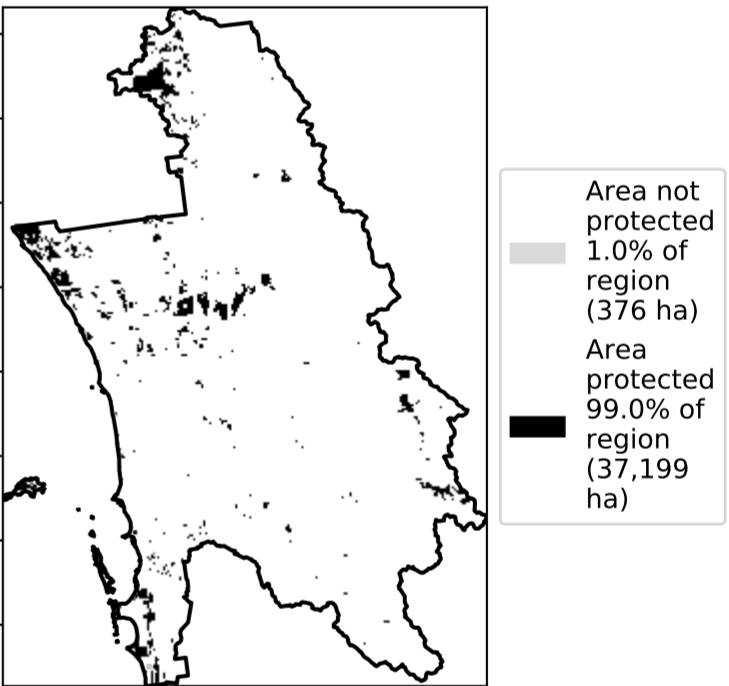 Area not
protected
1.0% of
region
(376 ha)
Area
protected
99.0% of
region
(37,199
ha)